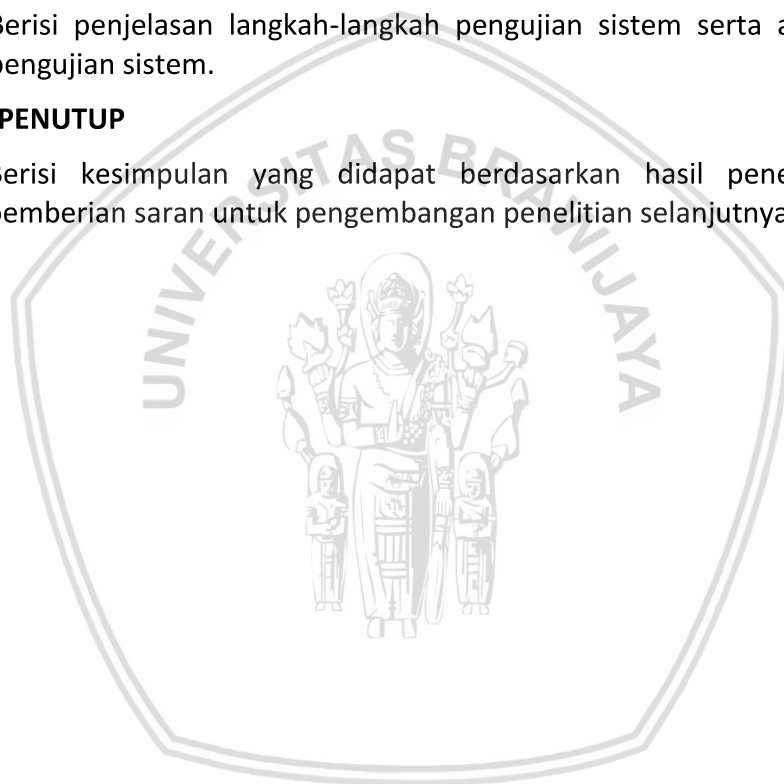 Berisi penjelasan langkah-langkah pengujian sistem serta a
pengujian sistem.
PENUTUP
Berisi kesimpulan yang didapat berdasarkan hasil pene
pemberian saran untuk pengembangan penelitian selanjutnya
UNIVERSITAS BRAWIJAYA